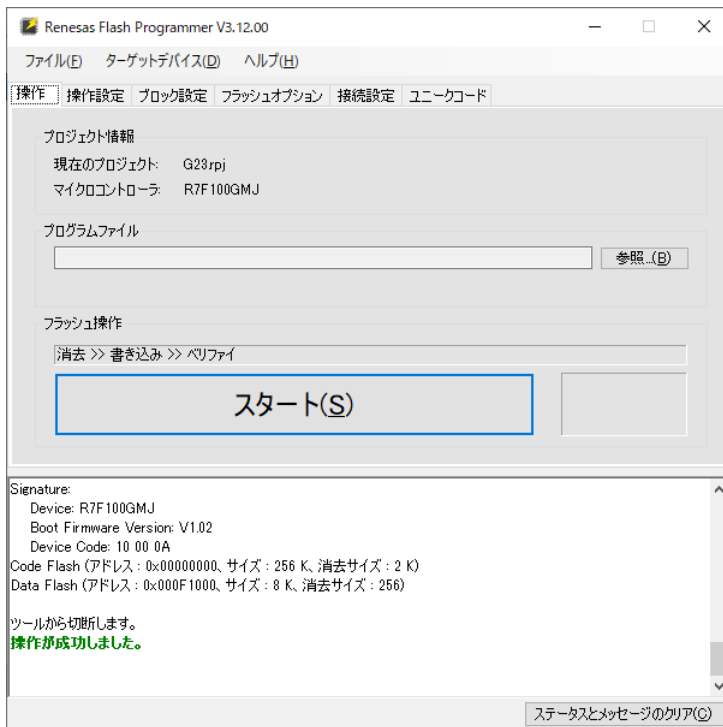 Renesas Flash Programmer V3.12.00
ファイル(F) ターゲットデバイス(D) ヘルプ(H)
操作 操作設定 ブロック設定 フラッシュオプション 接続設定 ユニークコード
プロジェクト情報
現在のプロジェクト: G23.rpj
マイクロコントローラ: R7F100GMJ
プログラムファイル
参照...(B)
フラッシュ操作
消去 >> 書き込み >> ベリファイ
スタート(S)
Signature:
Device: R7F100GMJ
Boot Firmware Version: V1.02
Device Code: 10 00 0A
Code Flash (アドレス : 0x00000000、サイズ : 256 K、消去サイズ : 2 K)
Data Flash (アドレス : 0x000F1000、サイズ : 8 K、消去サイズ : 256)
ツールから切断します。
操作が成功しました。
ステータスとメッセージのクリア(C)